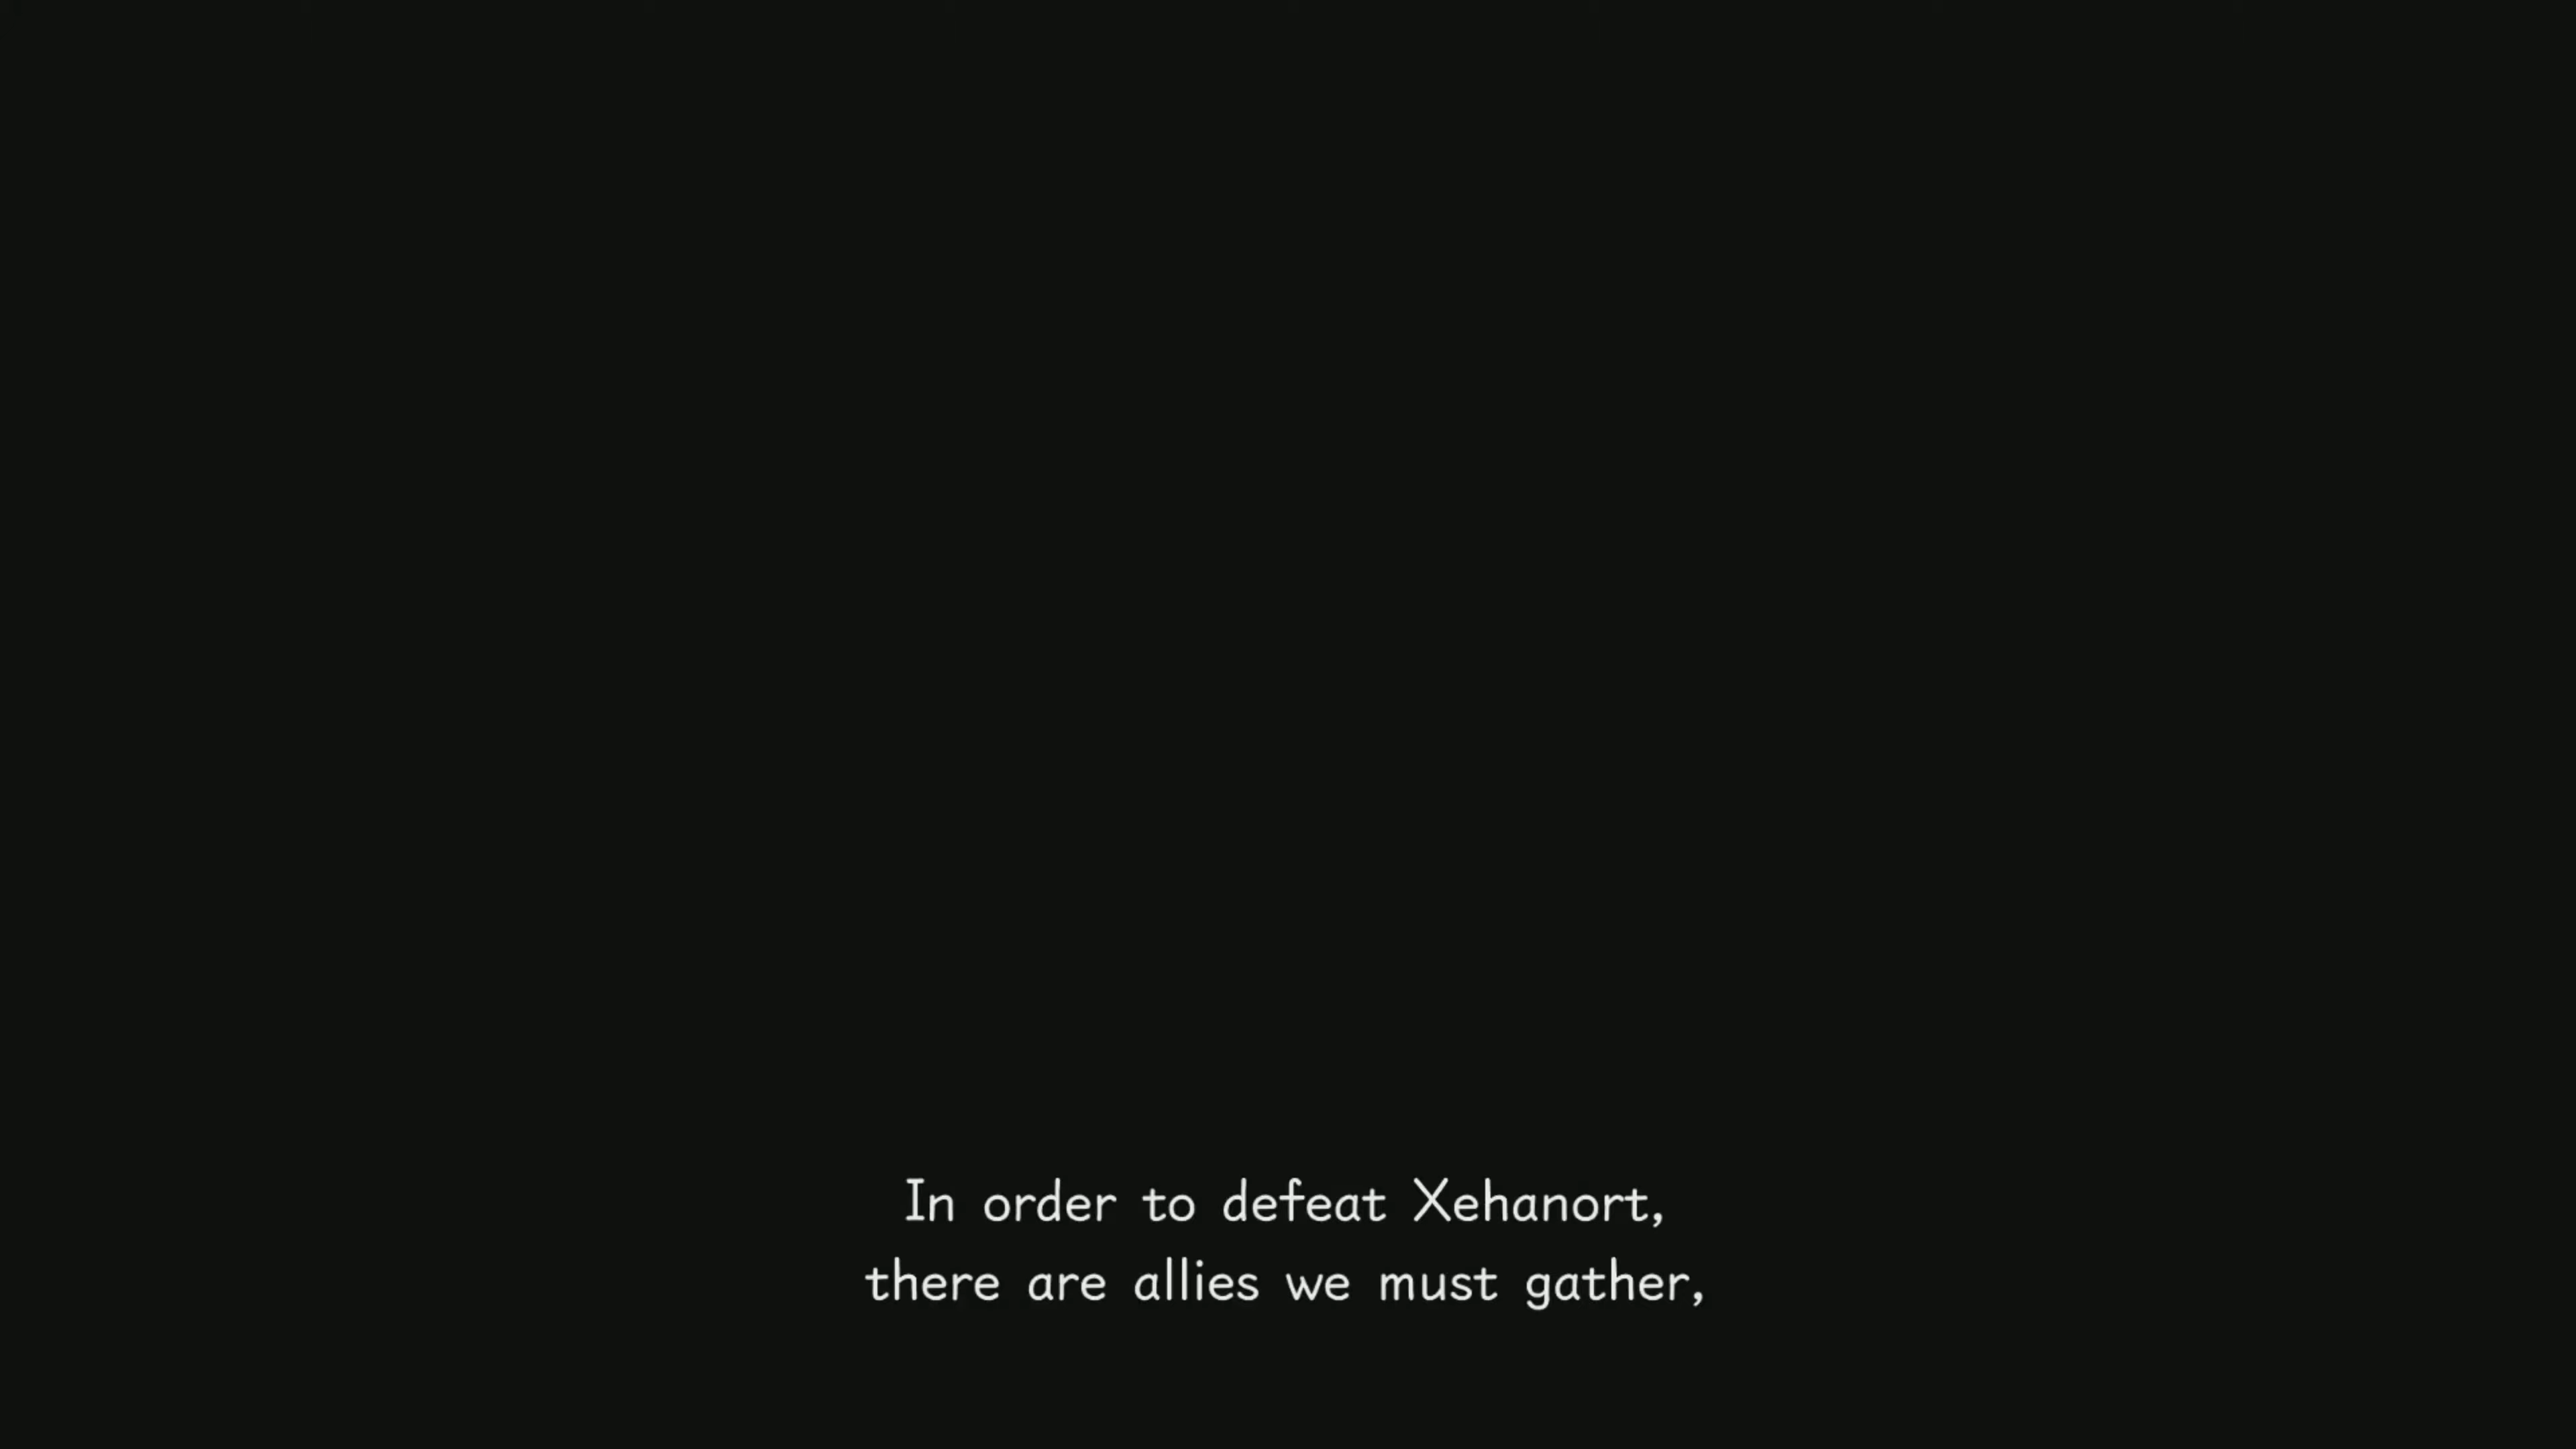 In order to defeat Xehanort,
there are allies we must gather,